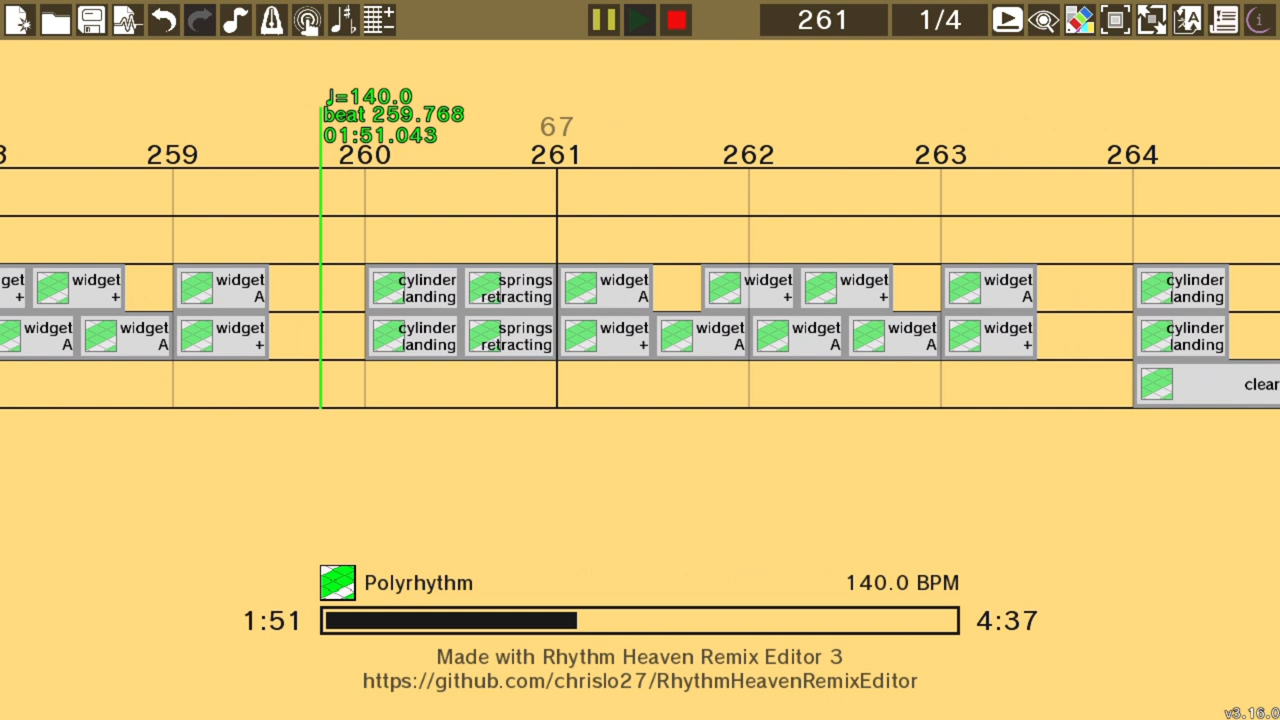 261 1/4
♩=140.0
beat 259.768
01:51.043
67
259 260 261 262 263 264
get + widget + widget A cylinder landing springs retracting widget A widget + widget + widget A cylinder landing
widget A widget A widget + cylinder landing springs retracting widget + widget A widget A widget A widget + cylinder landing
clear
Polyrhythm 140.0 BPM
1:51 4:37
Made with Rhythm Heaven Remix Editor 3
https://github.com/chrislo27/RhythmHeavenRemixEditor
v3.16.0